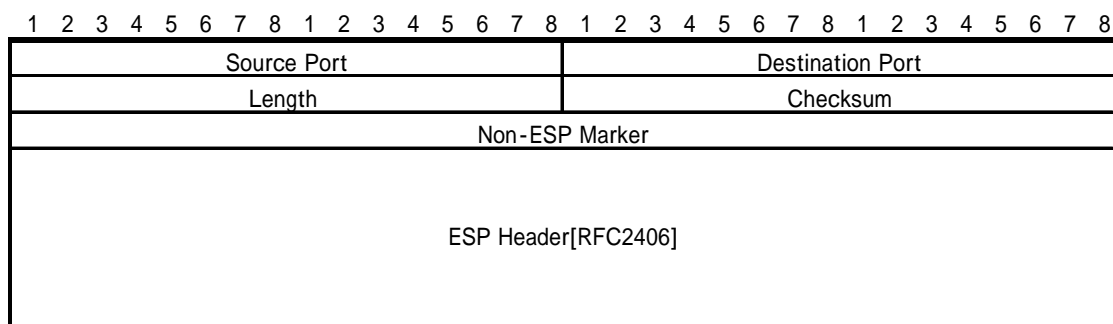 1 2 3 4 5 6 7 8 1 2 3 4 5 6 7 8 1 2 3 4 5 6 7 8 1 2 3 4 5 6 7 8
Source Port Destination Port
Length Checksum
Non-ESP Marker
ESP Header[RFC2406]